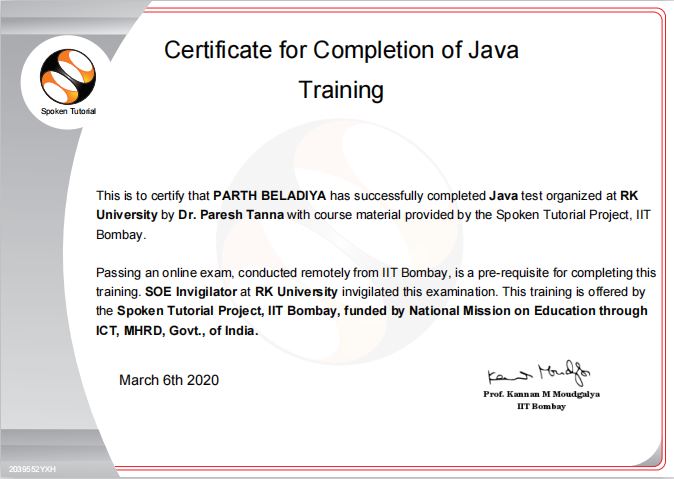 Certificate for Completion of Java
Training
Spoken Tutorial
This is to certify that PARTH BELADIYA has successfully completed Java test organized at RK
University by Dr. Paresh Tanna with course material provided by the Spoken Tutorial Project, IIT
Bombay.
Passing an online exam, conducted remotely from IIT Bombay, is a pre-requisite for completing this
training. SOE Invigilator at RK University invigilated this examination. This training is offered by
the Spoken Tutorial Project, IIT Bombay, funded by National Mission on Education through
ICT, MHRD, Govt., of India.
March 6th 2020
Prof. Kannan M Moudgalya
IIT Bombay
2039552YXH